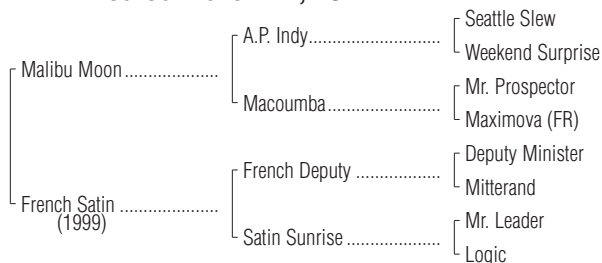 Seattle Slew
A.P. Indy
Weekend Surprise
Malibu Moon
Mr. Prospector
Macoumba
Maximova (FR)
Deputy Minister
French Deputy
Mitterand
French Satin
(1999)
Mr. Leader
Satin Sunrise
Logic